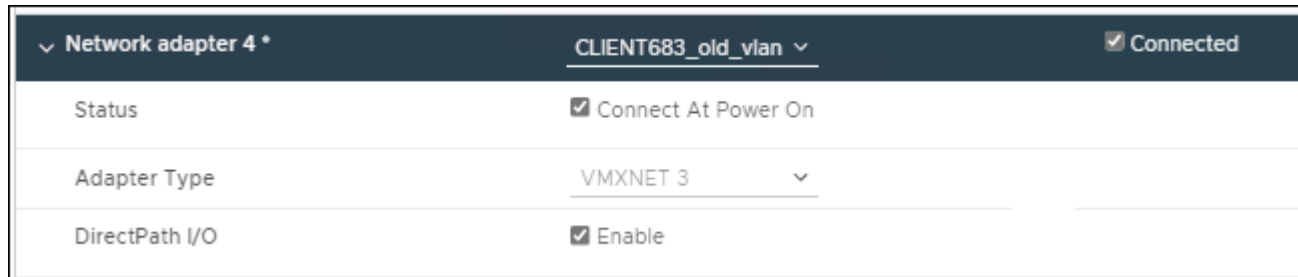 Network adapter 4 * CLIENT683_old_vlan Connected
Status Connect At Power On
Adapter Type VMXNET 3
DirectPath I/O Enable